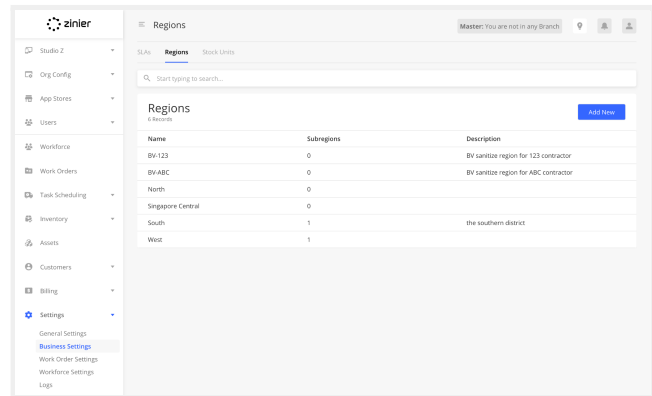 zinier
Regions
Master: You are not in any Branch
Studio Z
Org Config
App Stores
Users
Workforce
Work Orders
Task Scheduling
Inventory
Assets
Customers
Billing
Settings
General Settings
Business Settings
Work Order Settings
Workforce Settings
Logs
SLAs Regions Stock Units
Start typing to search...
Regions
6 Records
Add New
Name Subregions Description
BV-123 0 BV sanitize region for 123 contractor
BV-ABC 0 BV sanitize region for ABC contractor
North 0
Singapore Central 0
South 1 the southern district
West 1